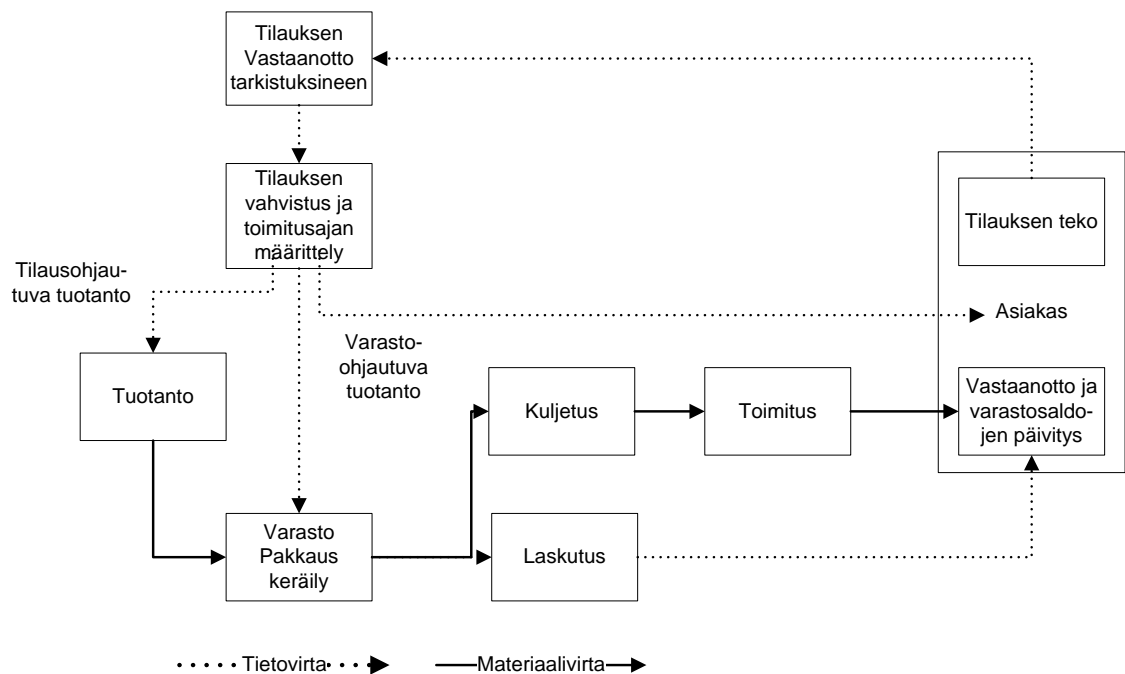 Tilauksen
Vastaanotto
tarkistuksineen
Tilauksen
vahvistus ja
toimitusajan
määrittely
Tilauksen teko
Tilausohjau-
tuva tuotanto
Asiakas
Varasto-
ohjautuva
tuotanto
Tuotanto
Kuljetus
Toimitus
Vastaanotto ja
varastosaldo-
jen päivitys
Varasto
Pakkaus
keräily
Laskutus
Tietovirta
Materiaalivirta